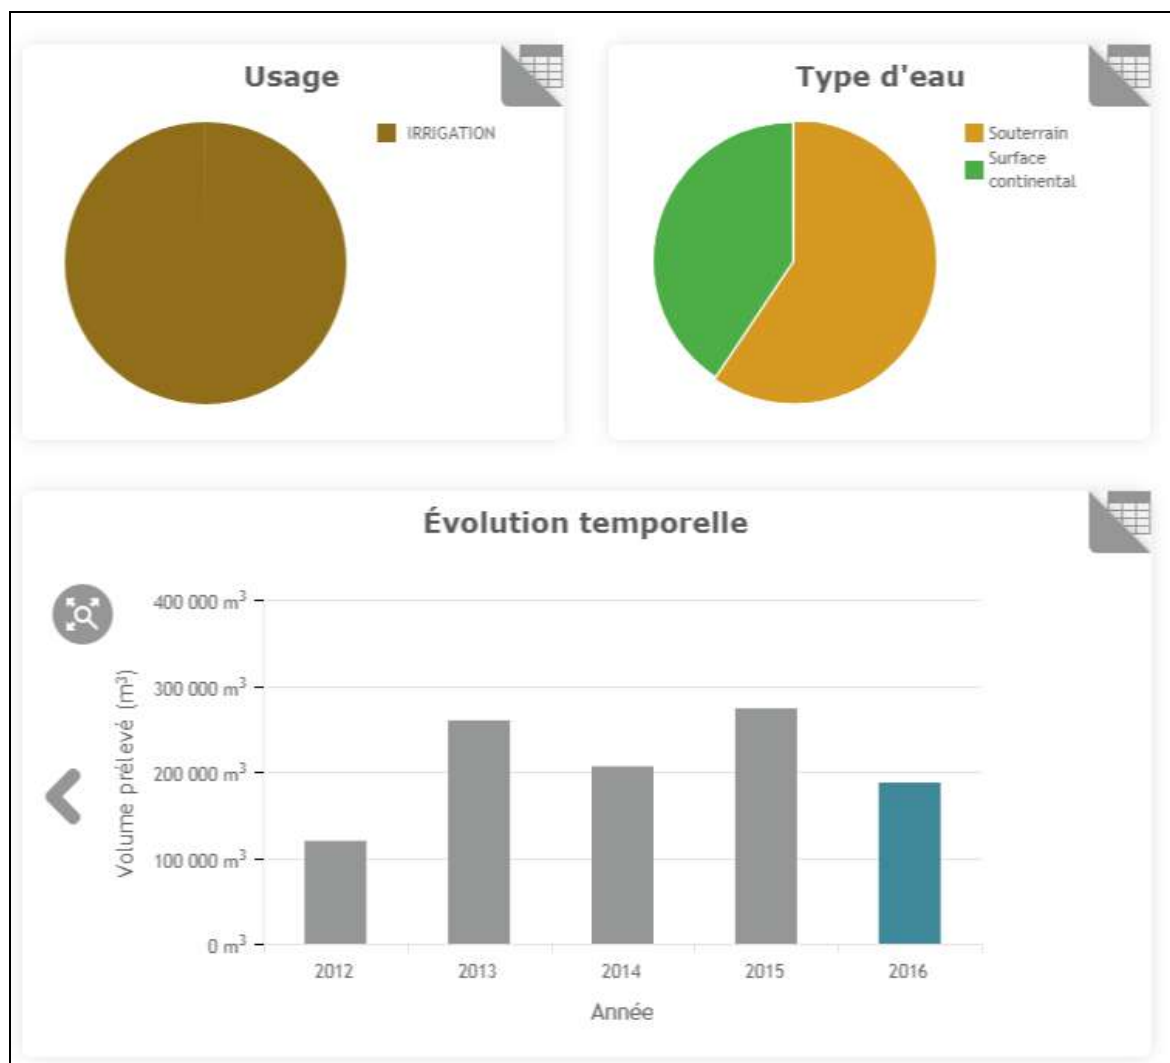 Usage
IRRIGATION
Type d'eau
Souterrain
Surface
continental
Évolution temporelle
Volume prélevé (m³)
400 000 m³
300 000 m³
200 000 m³
100 000 m³
0 m³
2012
2013
2014
2015
2016
Année